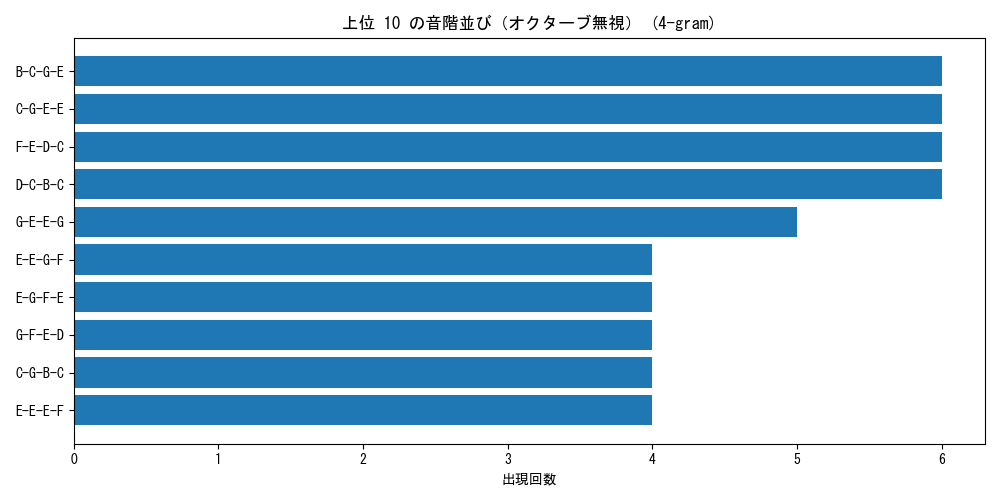 上位 10 の音階並び（オクターブ無視） (4-gram)
B-C-G-E
C-G-E-E
F-E-D-C
D-C-B-C
G-E-E-G
E-E-G-F
E-G-F-E
G-F-E-D
C-G-B-C
E-E-E-F
0 1 2 3 4 5 6
出現回数